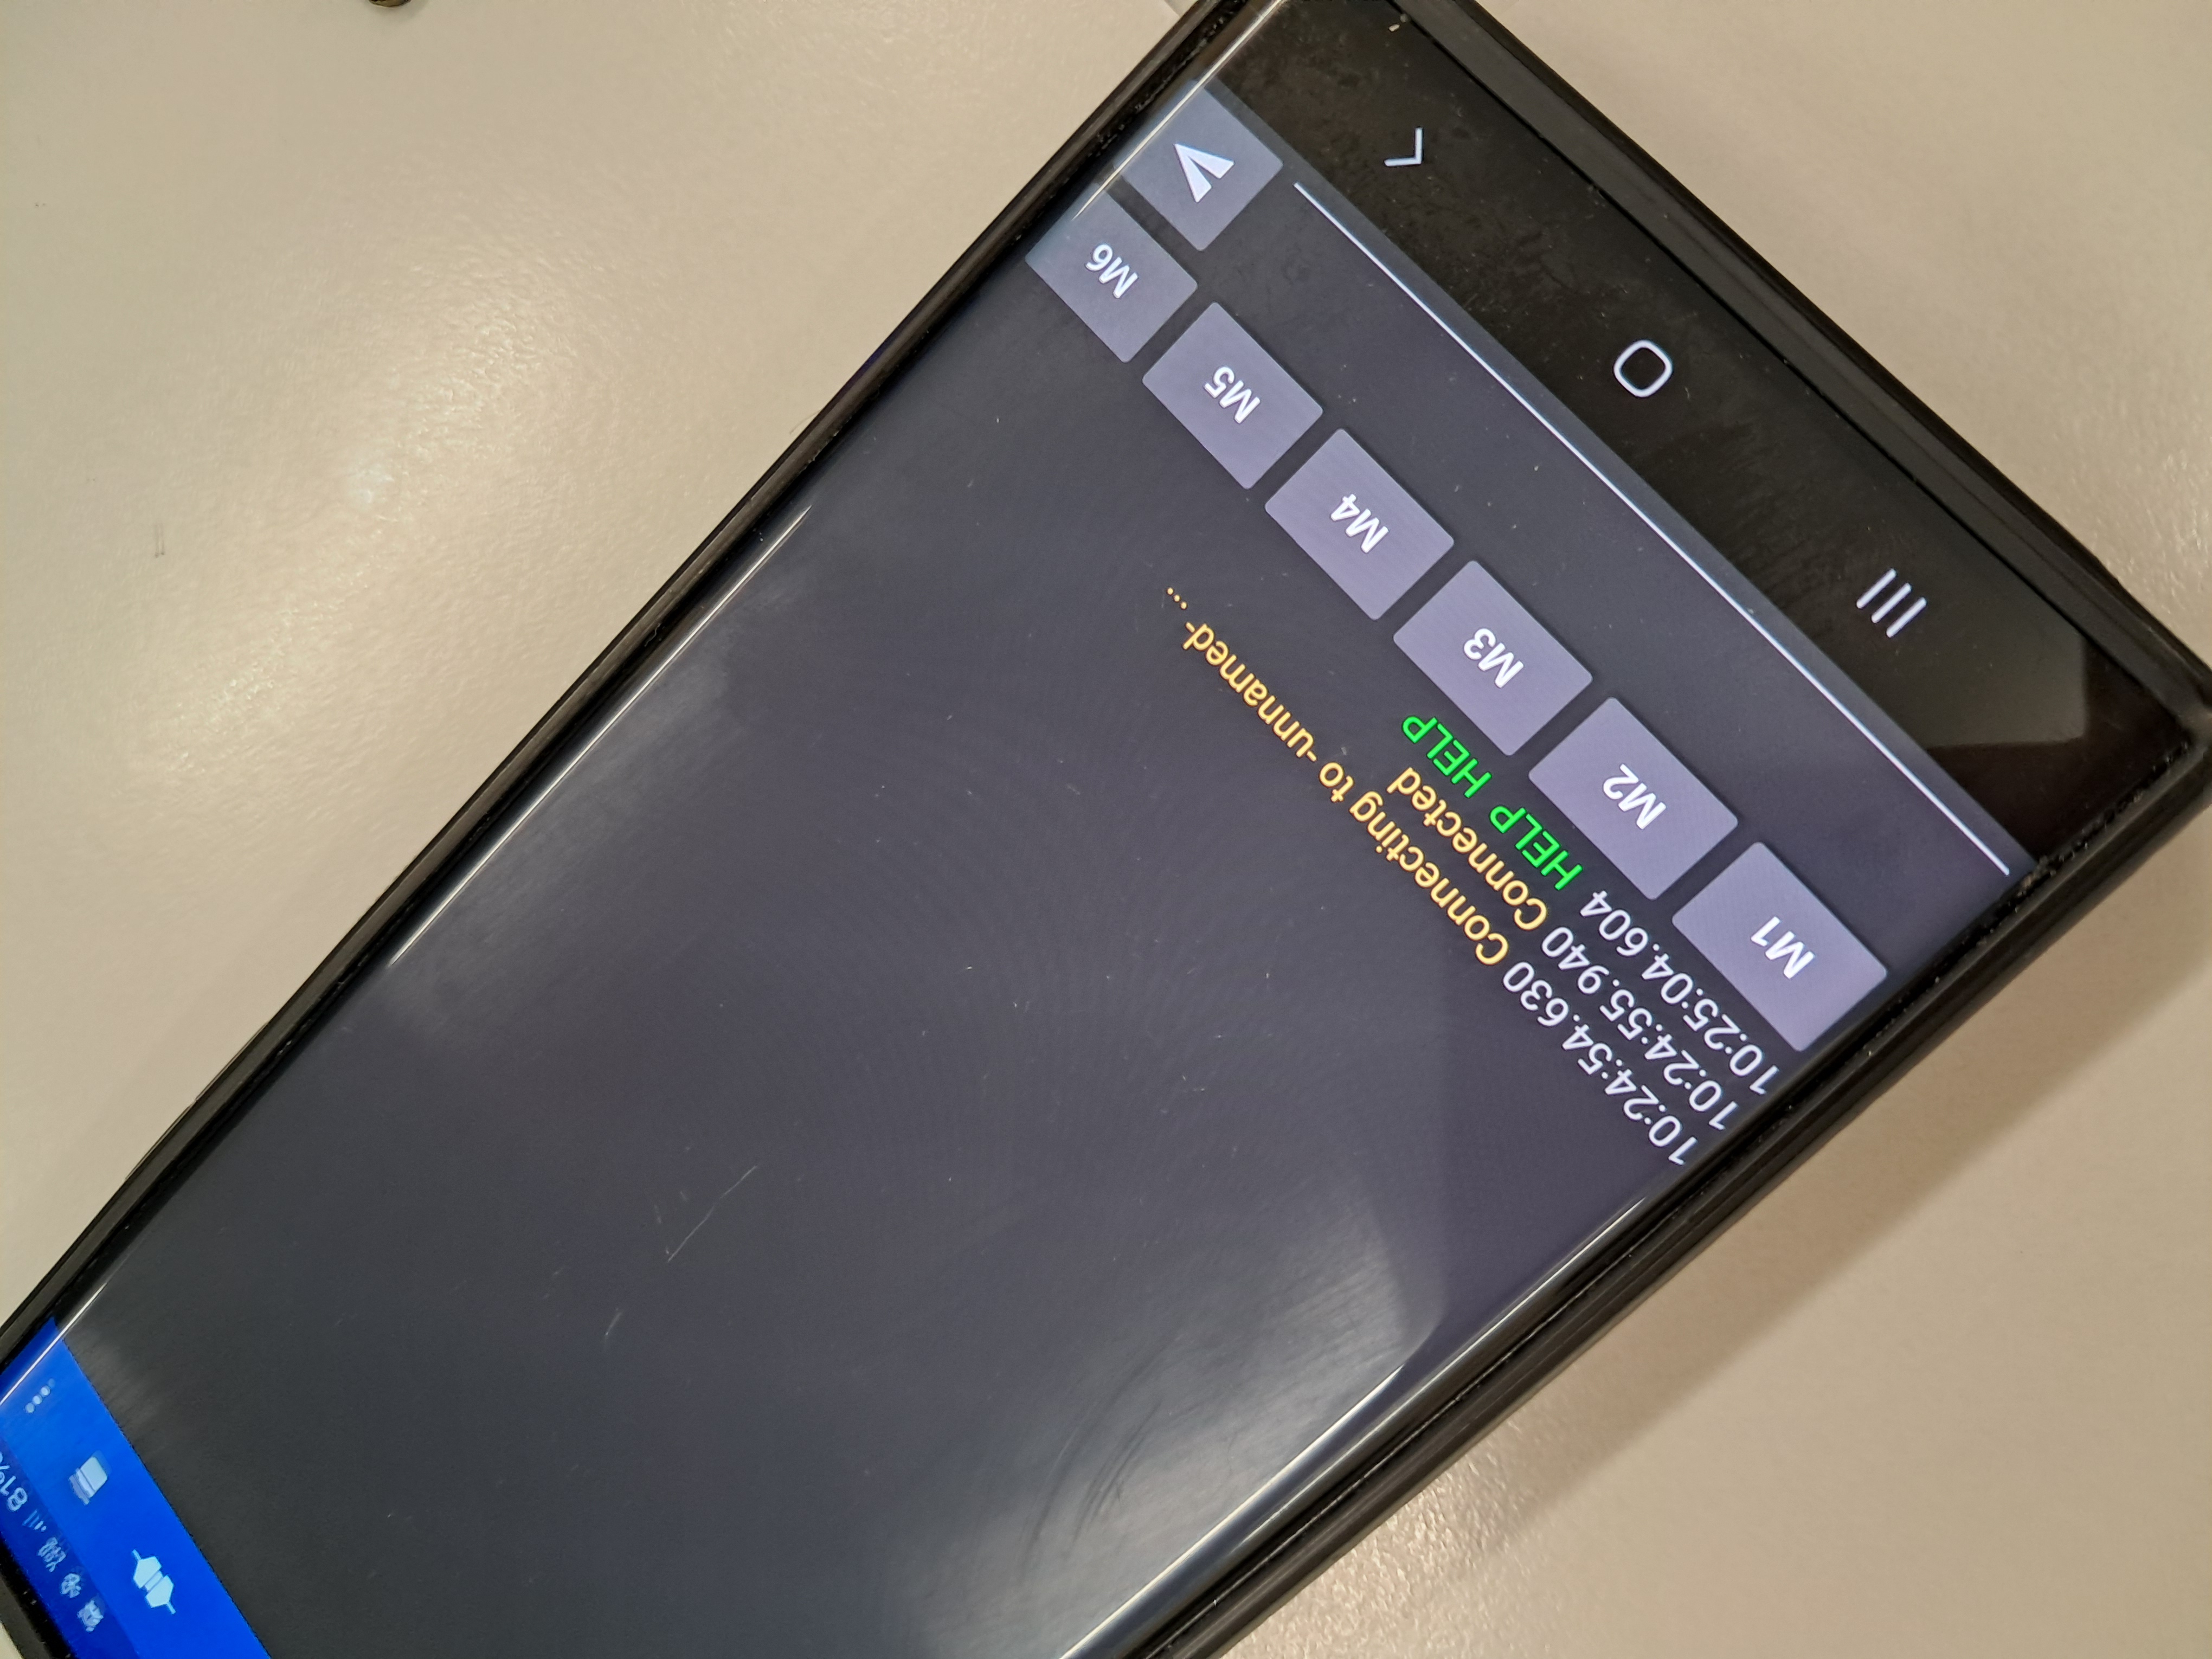 81%
10:24:54.630 Connecting to -unnamed- ...
10:24:55.940 Connected
10:25:04.604 HELP HELP
M1 M2 M3 M4 M5 M6